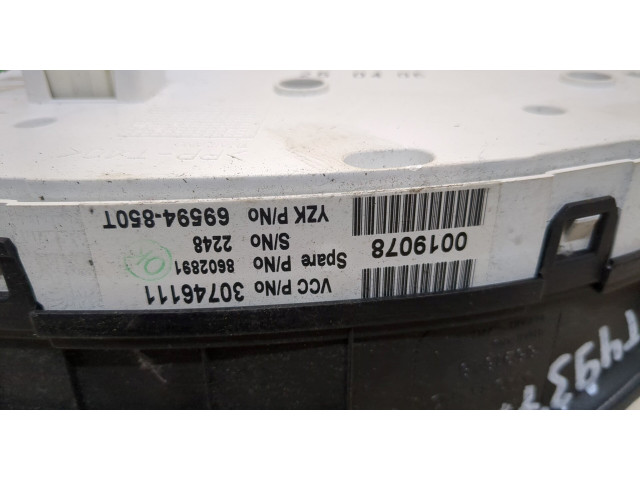 VCC P/No 30746111
Spare P/No 8602891
S/No 2248
YZK P/No 69594-850T
0019078